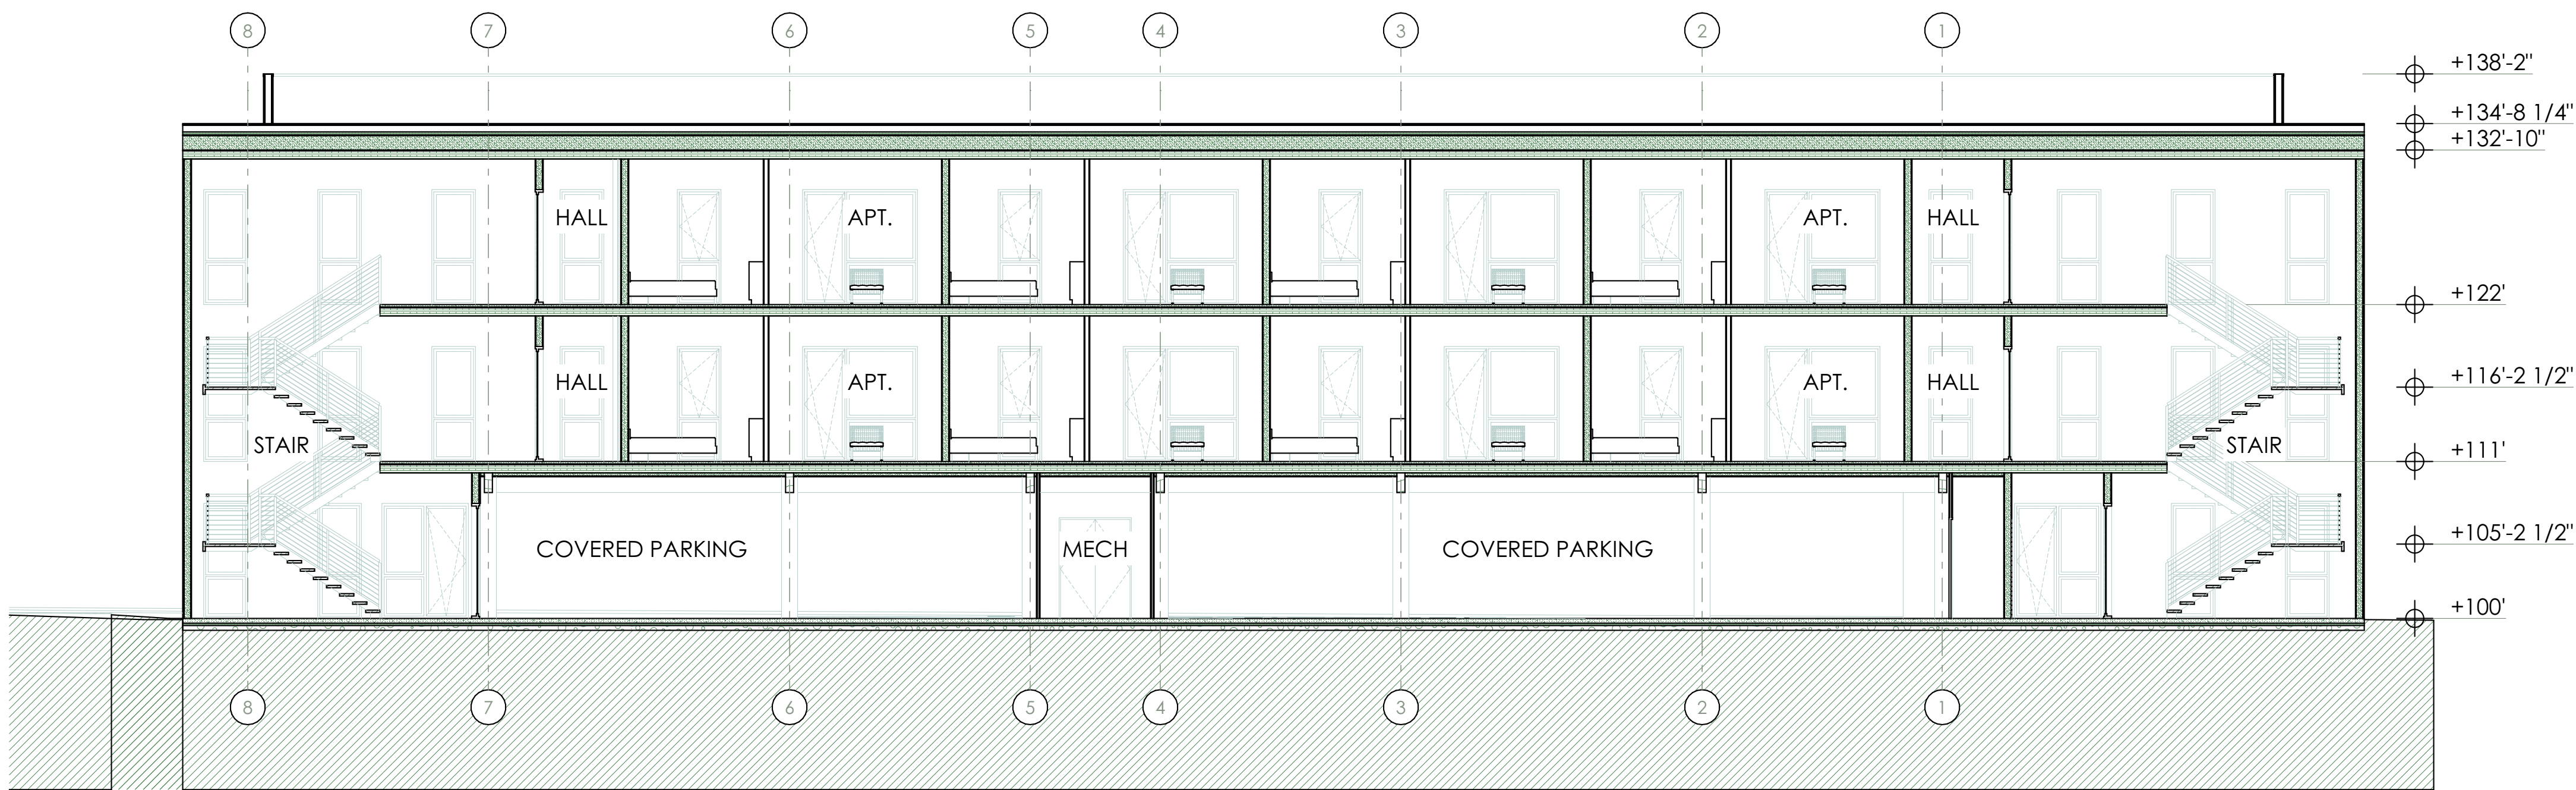 8 7 6 5 4 3 2 1
+138'-2"
+134'-8 1/4"
+132'-10"
HALL APT. APT. HALL
+122'
HALL APT. APT. HALL
+116'-2 1/2"
STAIR STAIR
+111'
COVERED PARKING MECH COVERED PARKING
+105'-2 1/2"
+100'
8 7 6 5 4 3 2 1